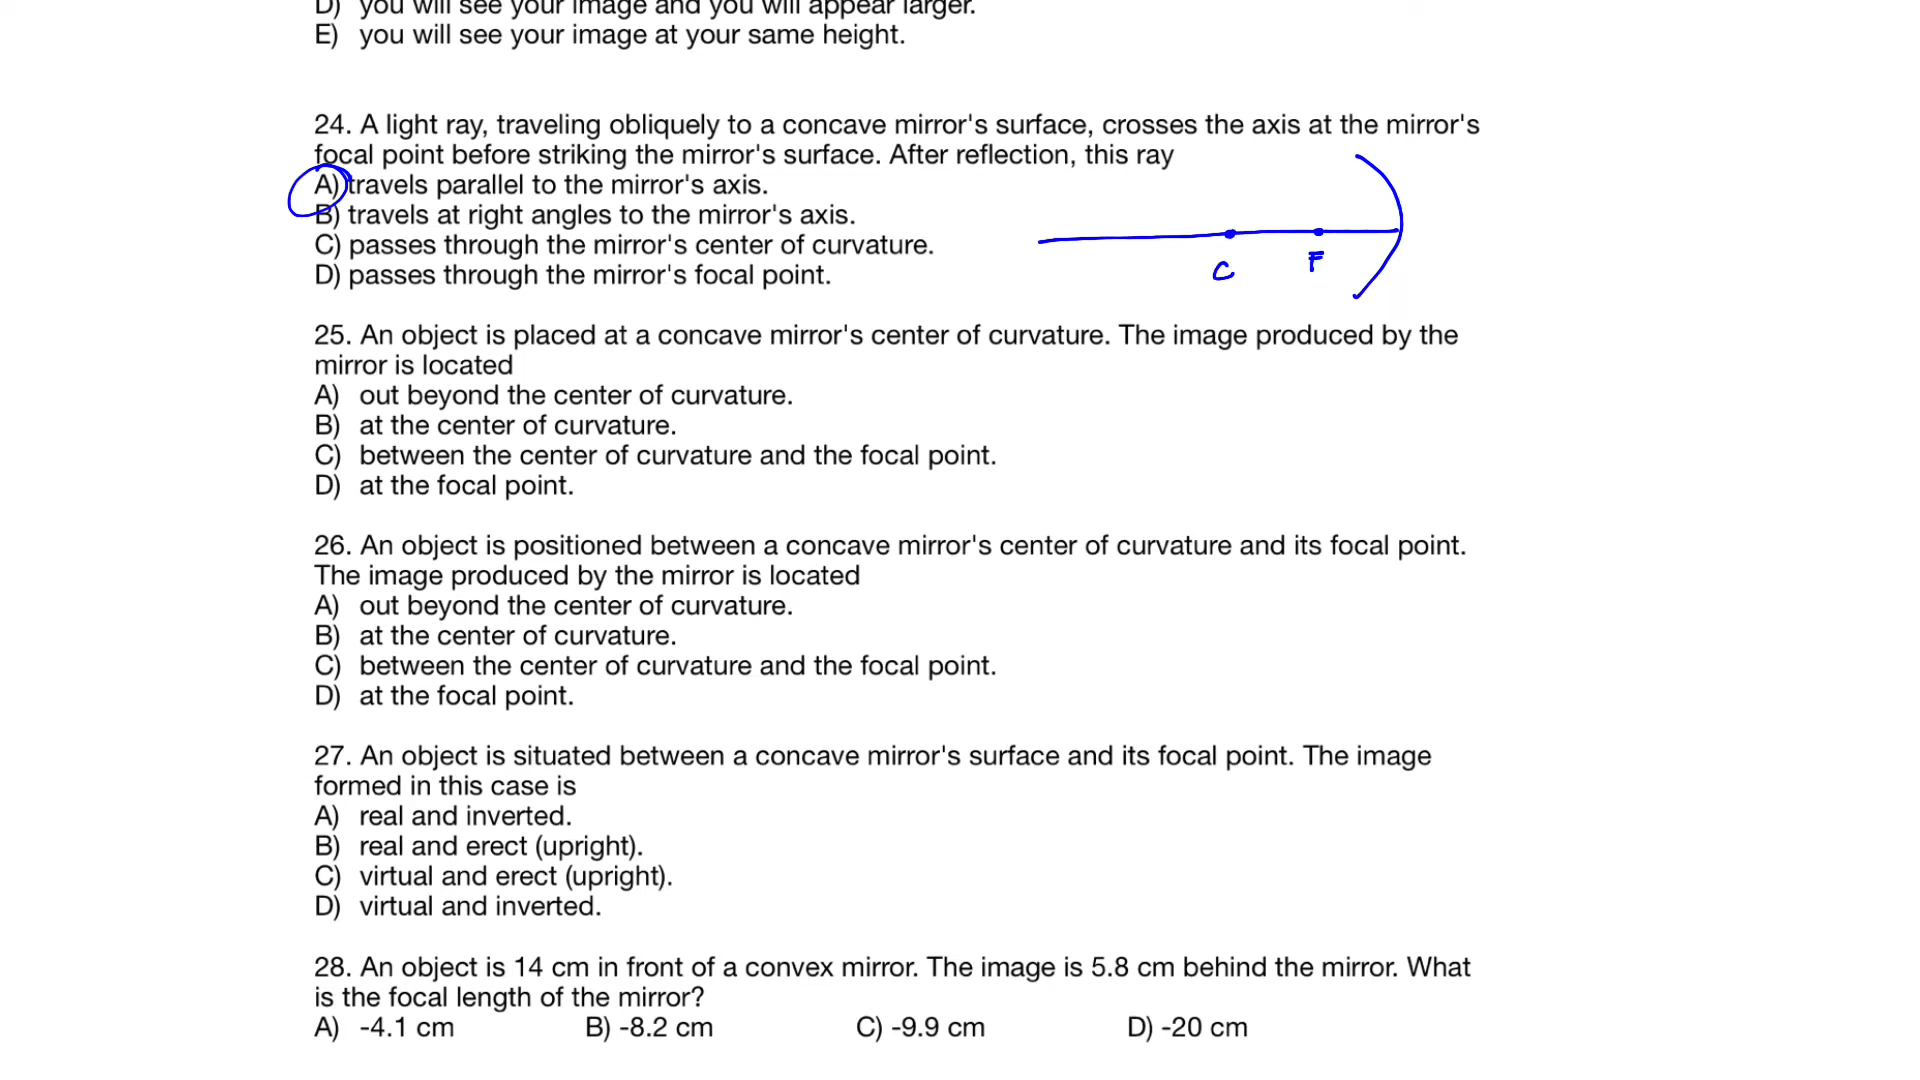 D) you will see your image and you will appear larger.
E) you will see your image at your same height.
24. A light ray, traveling obliquely to a concave mirror's surface, crosses the axis at the mirror's
focal point before striking the mirror's surface. After reflection, this ray
A) travels parallel to the mirror's axis.
B) travels at right angles to the mirror's axis.
C) passes through the mirror's center of curvature.
D) passes through the mirror's focal point.
C F
25. An object is placed at a concave mirror's center of curvature. The image produced by the
mirror is located
A) out beyond the center of curvature.
B) at the center of curvature.
C) between the center of curvature and the focal point.
D) at the focal point.
26. An object is positioned between a concave mirror's center of curvature and its focal point.
The image produced by the mirror is located
A) out beyond the center of curvature.
B) at the center of curvature.
C) between the center of curvature and the focal point.
D) at the focal point.
27. An object is situated between a concave mirror's surface and its focal point. The image
formed in this case is
A) real and inverted.
B) real and erect (upright).
C) virtual and erect (upright).
D) virtual and inverted.
28. An object is 14 cm in front of a convex mirror. The image is 5.8 cm behind the mirror. What
is the focal length of the mirror?
A) -4.1 cm B) -8.2 cm C) -9.9 cm D) -20 cm